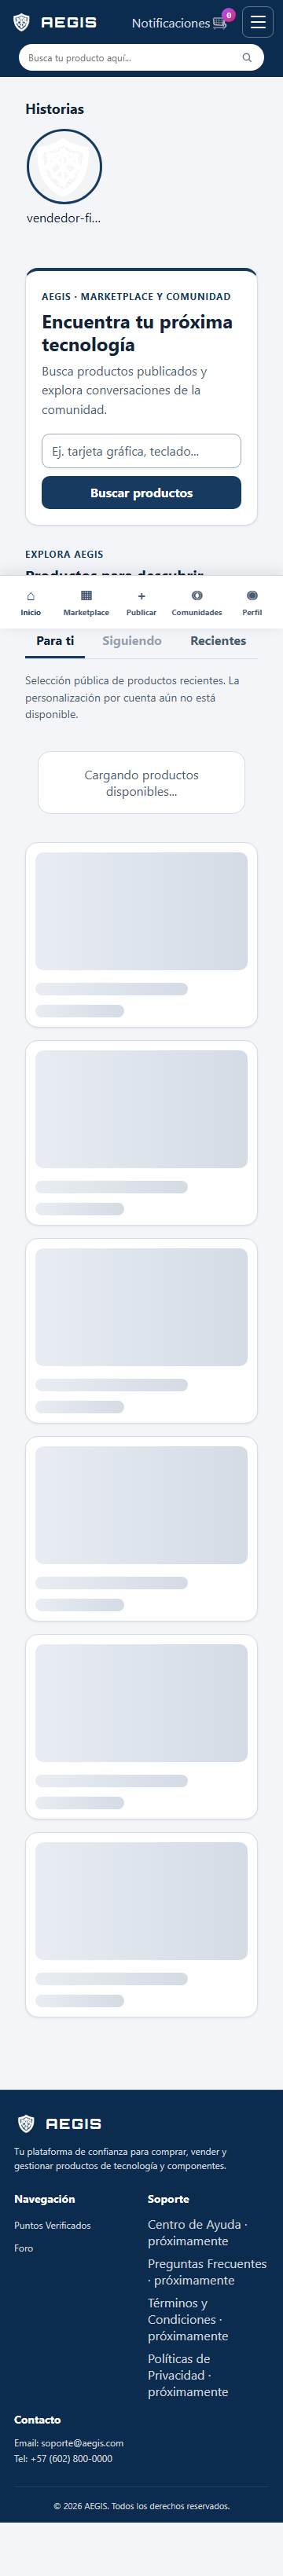 AEGIS
Notificaciones
0
Busca tu producto aquí...
Historias
vendedor-fi...
AEGIS · MARKETPLACE Y COMUNIDAD
Encuentra tu próxima
tecnología
Busca productos publicados y
explora conversaciones de la
comunidad.
Ej. tarjeta gráfica, teclado...
Buscar productos
EXPLORA AEGIS
Productos para descubrir
Inicio
Marketplace
Publicar
Comunidades
Perfil
Para ti
Siguiendo
Recientes
Selección pública de productos recientes. La
personalización por cuenta aún no está
disponible.
Cargando productos
disponibles...
AEGIS
Tu plataforma de confianza para comprar, vender y
gestionar productos de tecnología y componentes.
Navegación
Puntos Verificados
Foro
Soporte
Centro de Ayuda ·
próximamente
Preguntas Frecuentes
· próximamente
Términos y
Condiciones ·
próximamente
Políticas de
Privacidad ·
próximamente
Contacto
Email: soporte@aegis.com
Tel: +57 (602) 800-0000
© 2026 AEGIS. Todos los derechos reservados.